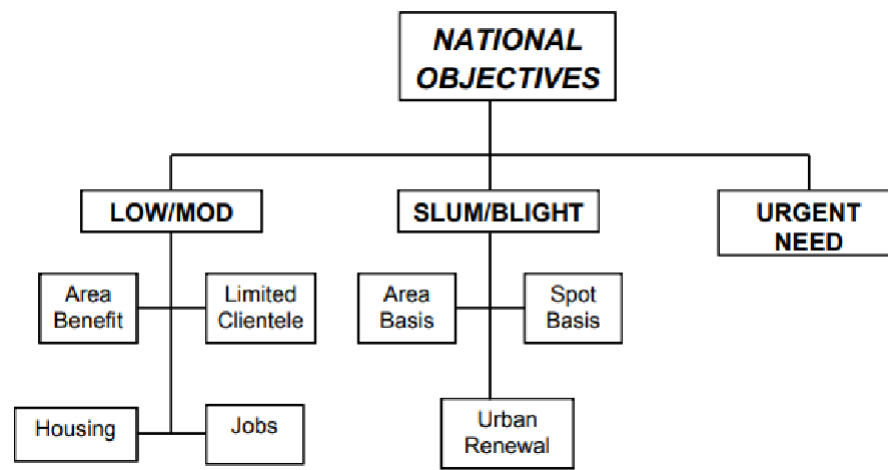 NATIONAL
OBJECTIVES
LOW/MOD
SLUM/BLIGHT
URGENT
NEED
Area
Benefit
Limited
Clientele
Area
Basis
Spot
Basis
Housing
Jobs
Urban
Renewal